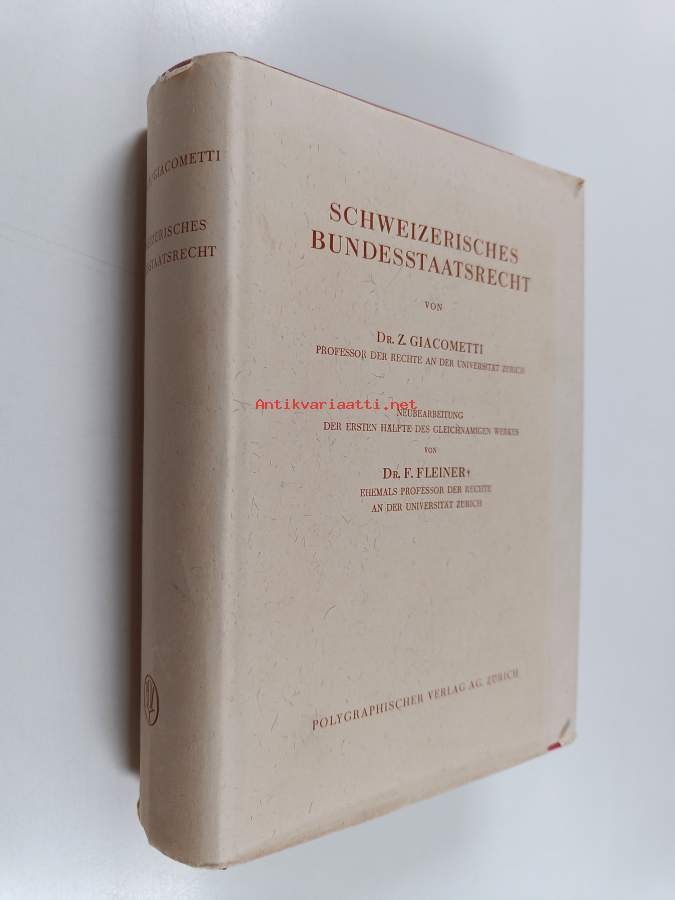 GIACOMETTI
SCHWEIZERISCHES
BUNDESSTAATSRECHT
VON
DR. Z. GIACOMETTI
PROFESSOR DER RECHTE AN DER UNIVERSITÄT ZÜRICH
Antikvariaatti.net
NEUBEARBEITUNG
DER ERSTEN HÄLFTE DES GLEICHNAMIGEN WERKES
VON
DR. F. FLEINER †
EHEMALS PROFESSOR DER RECHTE
AN DER UNIVERSITÄT ZÜRICH
POLYGRAPHISCHER VERLAG AG. ZÜRICH